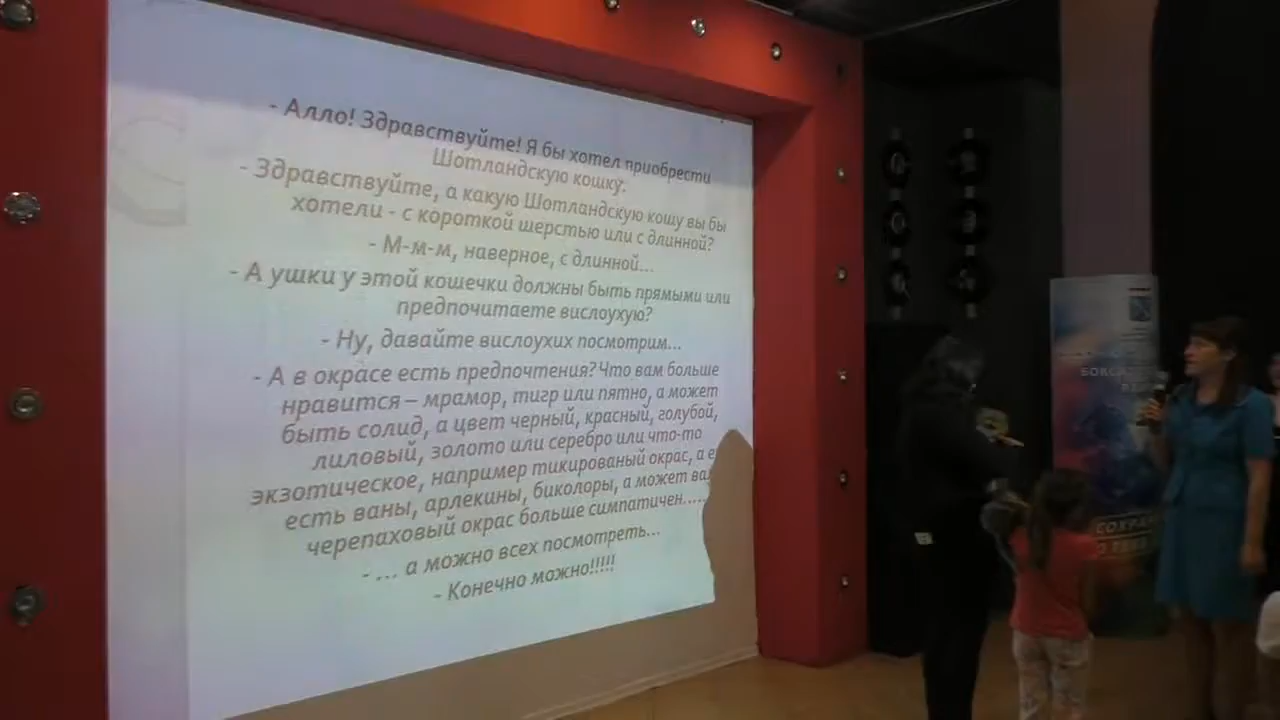 - Алло! Здравствуйте! Я бы хотел приобрести
Шотландскую кошку.
- Здравствуйте, а какую Шотландскую кошу вы бы
хотели - с короткой шерстью или с длинной?
- М-м-м, наверное, с длинной...
- А ушки у этой кошечки должны быть прямыми или
предпочитаете вислоухую?
- Ну, давайте вислоухих посмотрим...
- А в окрасе есть предпочтения? Что вам больше
нравится – мрамор, тигр или пятно, а может
быть солид, а цвет черный, красный, голубой,
лиловый, золото или серебро или что-то
экзотическое, например тикированый окрас, а
есть ваны, арлекины, биколоры, а может
черепаховый окрас больше симпатичен.....
- ... а можно всех посмотреть...
- Конечно можно!!!!!